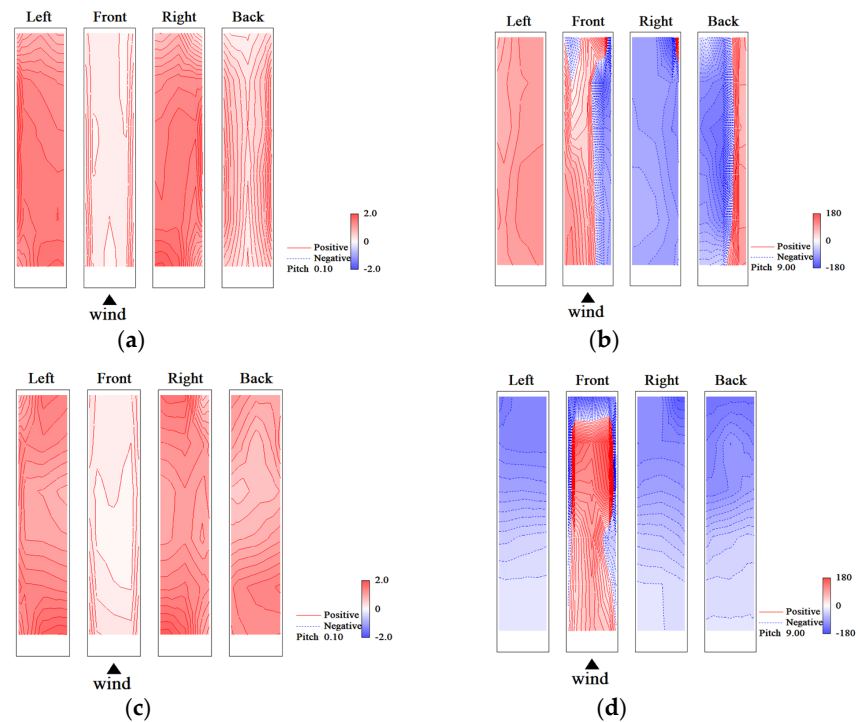 Left Front Right Back
2.0
0
-2.0
Positive
Negative
Pitch 0.10
wind
(a)
Left Front Right Back
180
0
-180
Positive
Negative
Pitch 9.00
wind
(b)
Left Front Right Back
2.0
0
-2.0
Positive
Negative
Pitch 0.10
wind
(c)
Left Front Right Back
180
0
-180
Positive
Negative
Pitch 9.00
wind
(d)